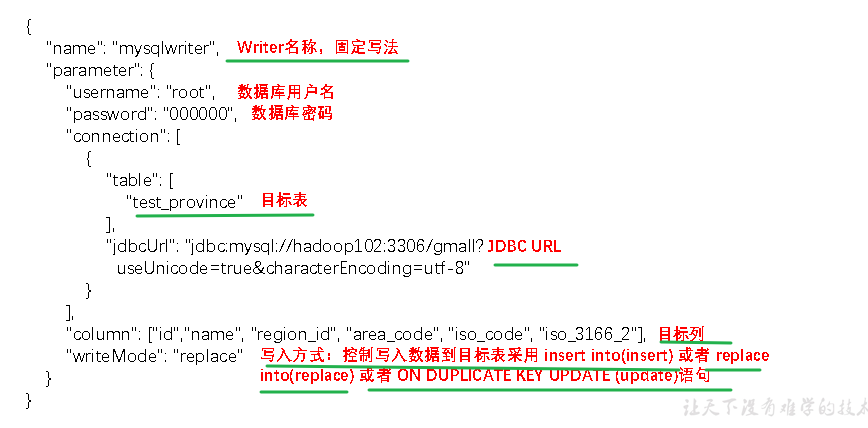 {
"name": "mysqlwriter", Writer名称，固定写法
"parameter": {
"username": "root", 数据库用户名
"password": "000000", 数据库密码
"connection": [
{
"table": [
"test_province" 目标表
],
"jdbcUrl": "jdbc:mysql://hadoop102:3306/gmall? JDBC URL
useUnicode=true&characterEncoding=utf-8"
}
],
"column": ["id","name", "region_id", "area_code", "iso_code", "iso_3166_2"], 目标列
"writeMode": "replace" 写入方式：控制写入数据到目标表采用 insert into(insert) 或者 replace
into(replace) 或者 ON DUPLICATE KEY UPDATE (update)语句
}
}
让天下没有难学的技术